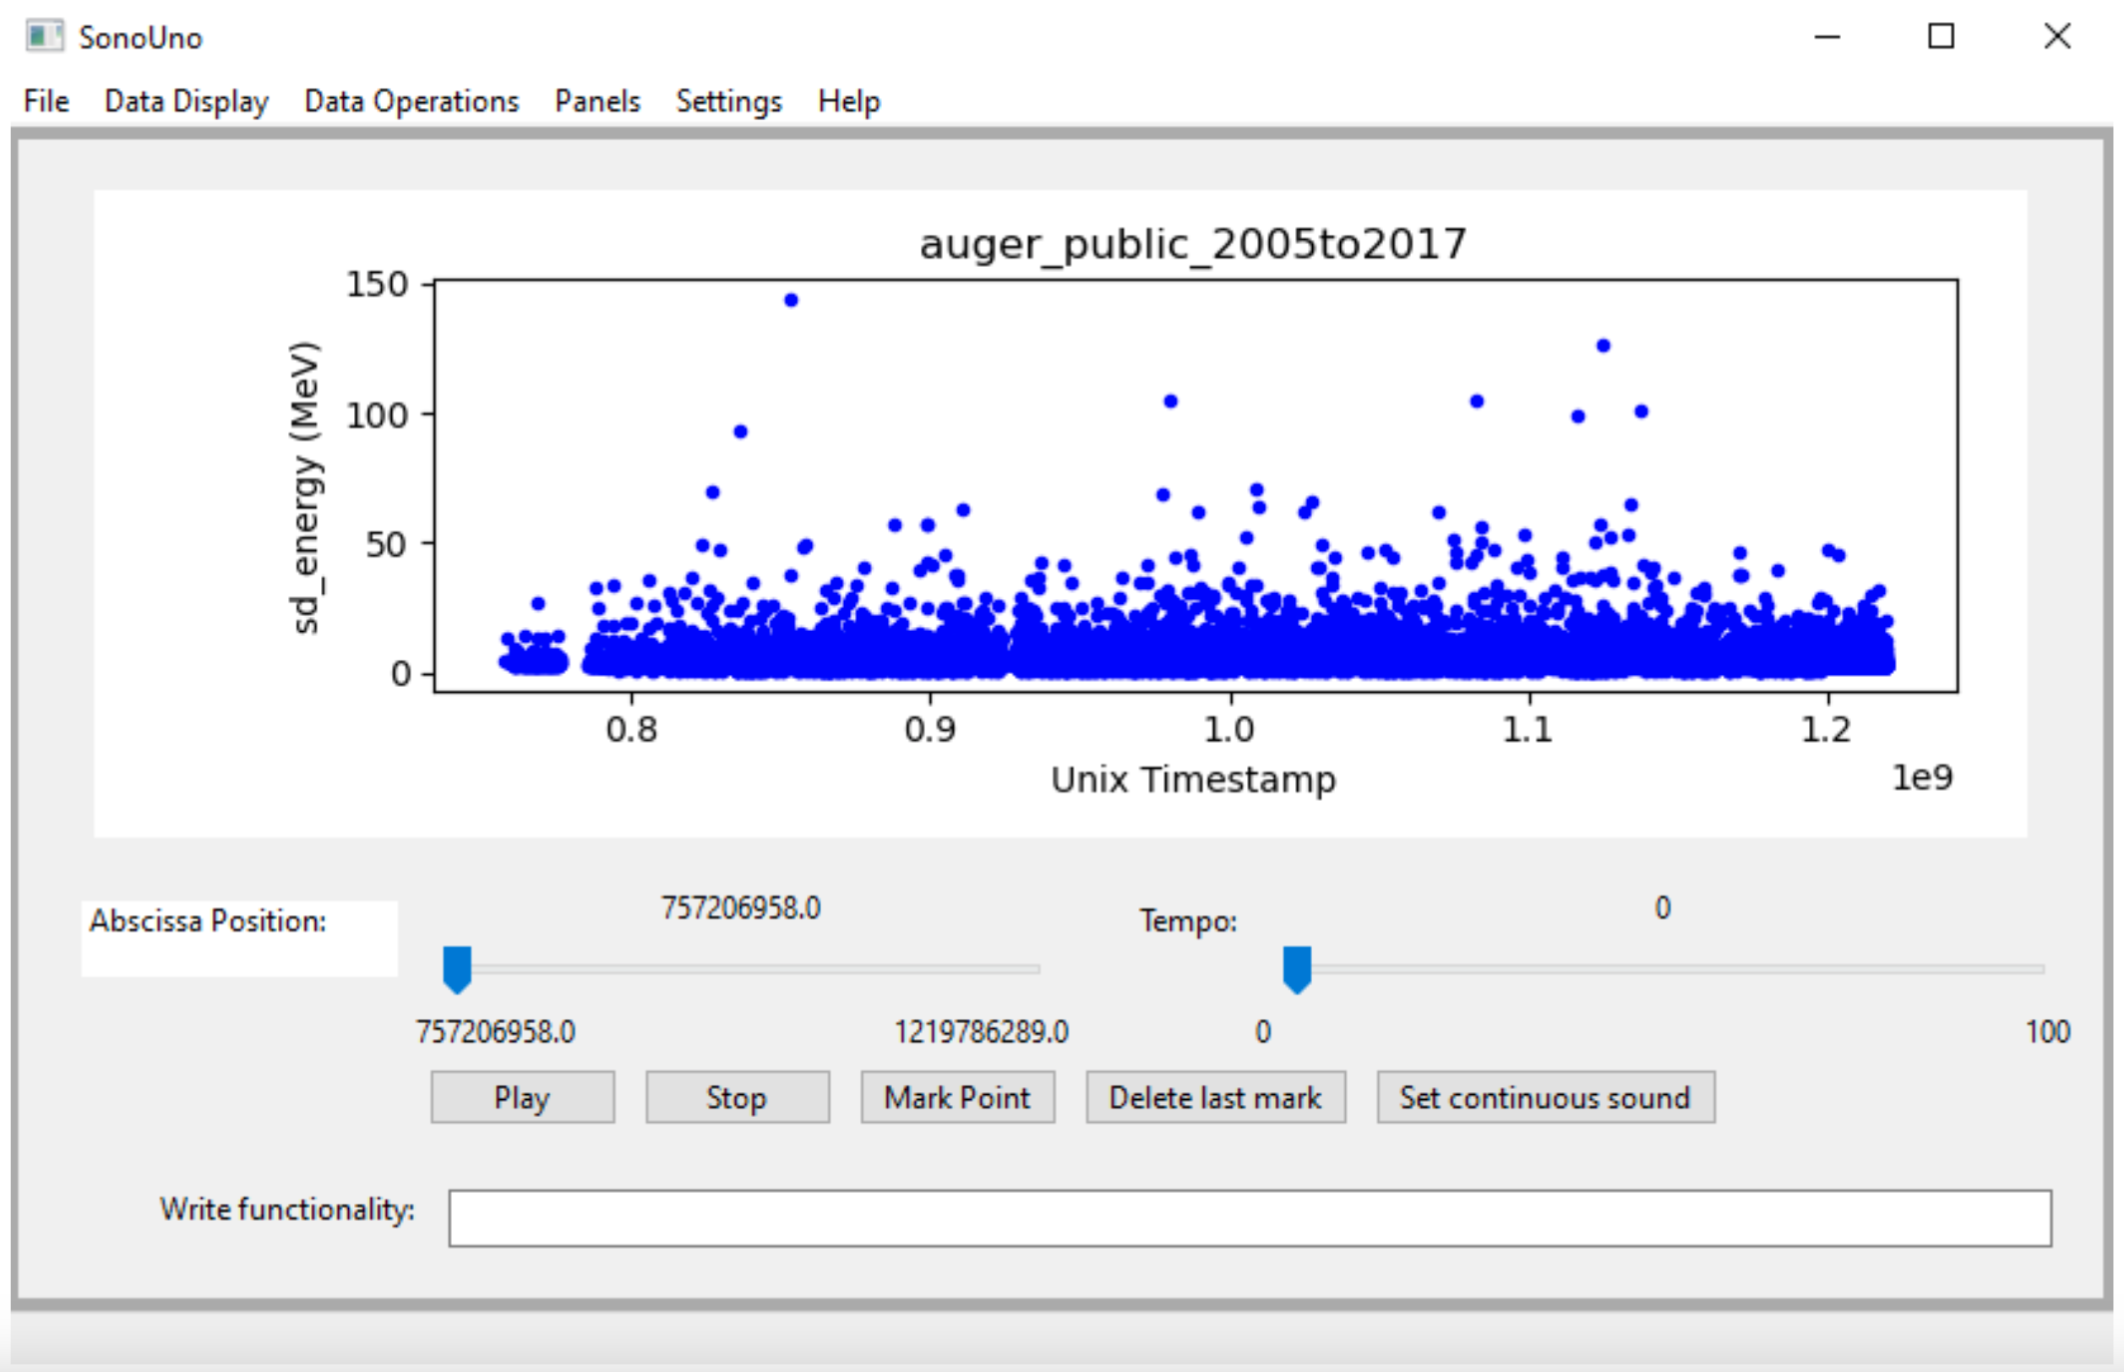 SonoUno
File Data Display Data Operations Panels Settings Help
auger_public_2005to2017
150
100
50
0
sd_energy (MeV)
0.8 0.9 1.0 1.1 1.2
Unix Timestamp 1e9
Abscissa Position: 757206958.0 Tempo: 0
757206958.0 1219786289.0 0 100
Play Stop Mark Point Delete last mark Set continuous sound
Write functionality: